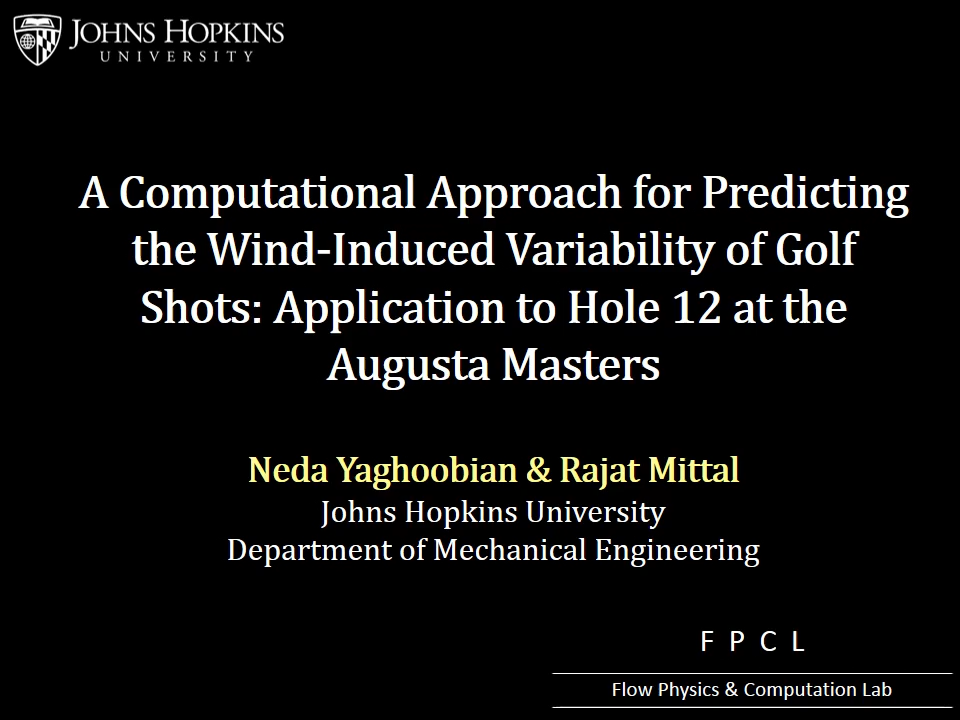 JOHNS HOPKINS
UNIVERSITY
A Computational Approach for Predicting
the Wind-Induced Variability of Golf
Shots: Application to Hole 12 at the
Augusta Masters
Neda Yaghoobian & Rajat Mittal
Johns Hopkins University
Department of Mechanical Engineering
F P C L
Flow Physics & Computation Lab